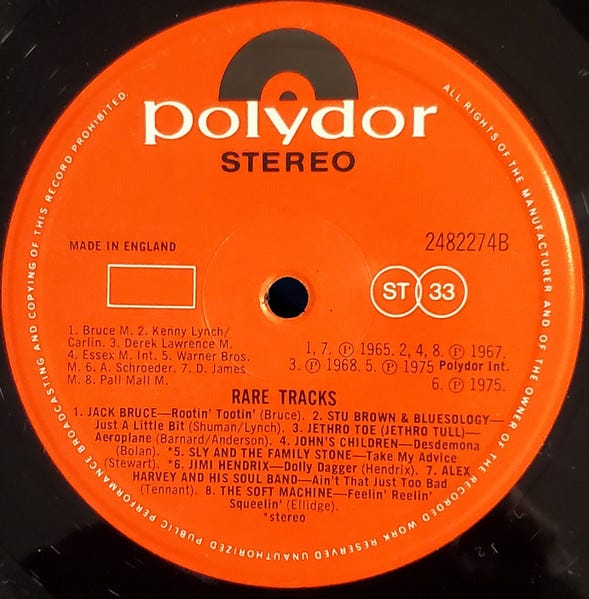 polydor
STEREO
ALL RIGHTS OF THE MANUFACTURER AND OF THE OWNER OF THE RECORDED WORK RESERVED UNAUTHORIZED PUBLIC PERFORMANCE BROADCASTING AND COPYING OF THIS RECORD PROHIBITED.
MADE IN ENGLAND
2482274B
ST 33
1. Bruce M. 2. Kenny Lynch/
Carlin. 3. Derek Lawrence M.
4. Essex M. Int. 5. Warner Bros.
M. 6. A. Schroeder. 7. D. James
M. 8. Pall Mall M.
1, 7. ℗ 1965. 2, 4, 8. ℗ 1967.
3. ℗ 1968. 5. ℗ 1975 Polydor Int.
6. ℗ 1975.
RARE TRACKS
1. JACK BRUCE—Rootin' Tootin' (Bruce). 2. STU BROWN & BLUESOLOGY—
Just A Little Bit (Shuman/Lynch). 3. JETHRO TOE (JETHRO TULL)—
Aeroplane (Barnard/Anderson). 4. JOHN'S CHILDREN—Desdemona
(Bolan). *5. SLY AND THE FAMILY STONE—Take My Advice
(Stewart). *6. JIMI HENDRIX—Dolly Dagger (Hendrix). 7. ALEX
HARVEY AND HIS SOUL BAND—Ain't That Just Too Bad
(Tennant). 8. THE SOFT MACHINE—Feelin' Reelin'
Squeelin' (Ellidge).
*stereo